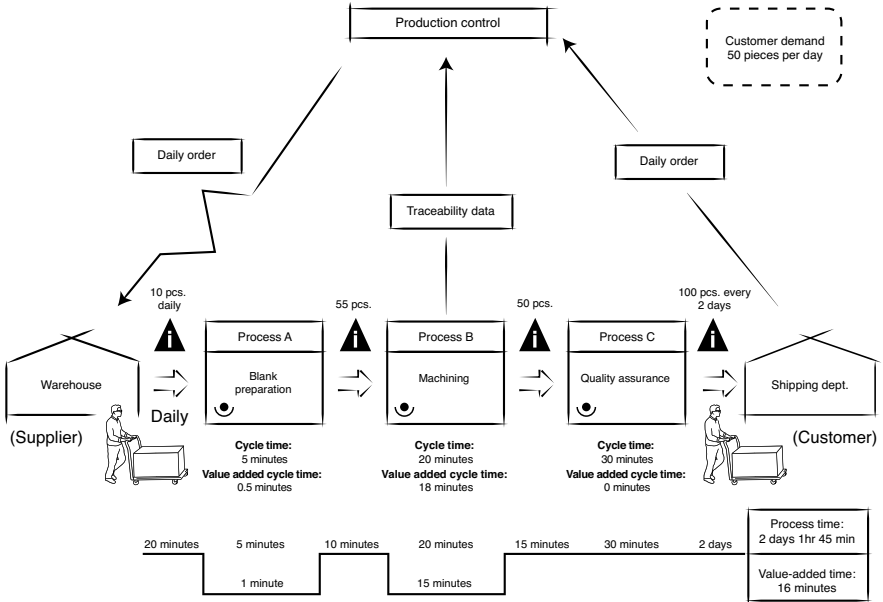 Production control
Customer demand
50 pieces per day
Daily order
Daily order
Traceability data
10 pcs.
daily
55 pcs.
50 pcs.
100 pcs. every
2 days
i
i
i
i
Process A
Process B
Process C
Warehouse
Blank
preparation
Machining
Quality assurance
Shipping dept.
Daily
(Supplier)
(Customer)
Cycle time:
5 minutes
Value added cycle time:
0.5 minutes
Cycle time:
20 minutes
Value added cycle time:
18 minutes
Cycle time:
30 minutes
Value added cycle time:
0 minutes
20 minutes
5 minutes
10 minutes
20 minutes
15 minutes
30 minutes
2 days
1 minute
15 minutes
Process time:
2 days 1hr 45 min
Value-added time:
16 minutes